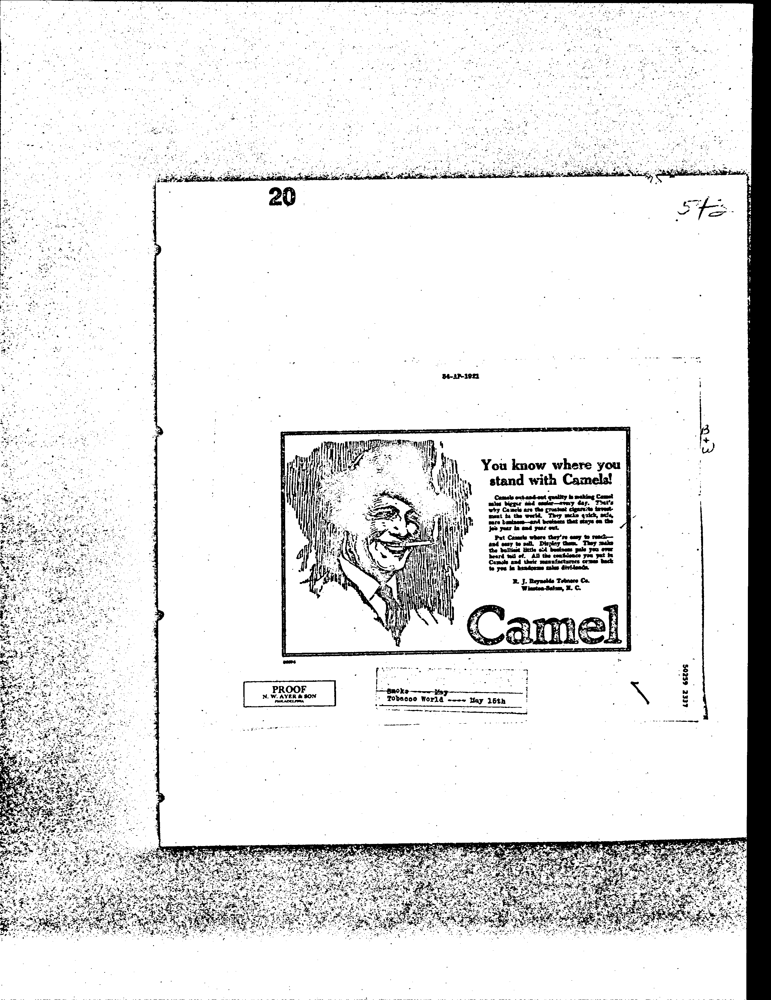 20
54-AP-1921
B+W
You know where you
stand with Camels!
Camels out-and-out quality is making Camel
sales bigger and easier—every day. That's
why Camels are the greatest cigarette invest-
ment in the world. They make quick, safe,
sure business—and business that stays on the
job year in and year out.
Put Camels where they're easy to reach—
and easy to sell. Display them. They make
the bulliest little old business pals you ever
heard tell of. All the confidence you put in
Camels and their manufacturers comes back
to you in handsome sales dividends.
R. J. Reynolds Tobacco Co.
Winston-Salem, N. C.
Camel
PROOF
N. W. AYER & SON
PHILADELPHIA
Smoke ---- May
Tobacco World ---- May 15th
50259 2337